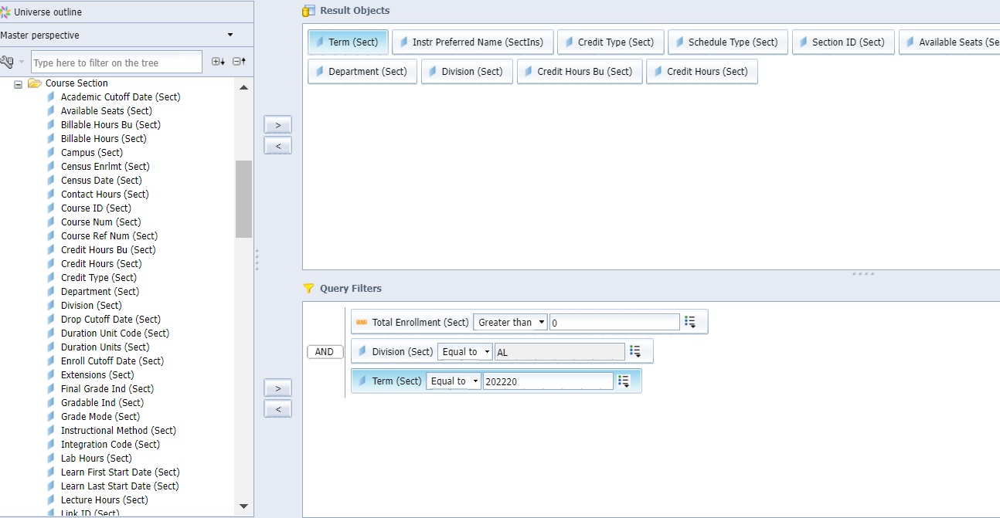 Universe outline
Master perspective
Type here to filter on the tree
Course Section
Academic Cutoff Date (Sect)
Available Seats (Sect)
Billable Hours Bu (Sect)
Billable Hours (Sect)
Campus (Sect)
Census Enrlmt (Sect)
Census Date (Sect)
Contact Hours (Sect)
Course ID (Sect)
Course Num (Sect)
Course Ref Num (Sect)
Credit Hours Bu (Sect)
Credit Hours (Sect)
Credit Type (Sect)
Department (Sect)
Division (Sect)
Drop Cutoff Date (Sect)
Duration Unit Code (Sect)
Duration Units (Sect)
Enroll Cutoff Date (Sect)
Extensions (Sect)
Final Grade Ind (Sect)
Gradable Ind (Sect)
Grade Mode (Sect)
Instructional Method (Sect)
Integration Code (Sect)
Lab Hours (Sect)
Learn First Start Date (Sect)
Learn Last Start Date (Sect)
Lecture Hours (Sect)
Link ID (Sect)
>
<
>
<
Result Objects
Term (Sect) Instr Preferred Name (SectIns) Credit Type (Sect) Schedule Type (Sect) Section ID (Sect) Available Seats (Se
Department (Sect) Division (Sect) Credit Hours Bu (Sect) Credit Hours (Sect)
Query Filters
AND
Total Enrollment (Sect) Greater than 0
Division (Sect) Equal to AL
Term (Sect) Equal to 202220